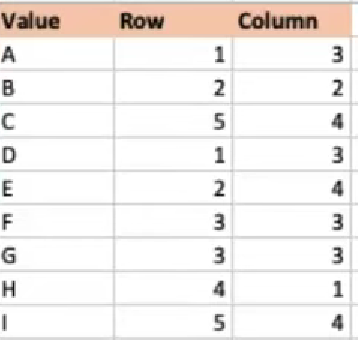 Value Row Column
A 1 3
B 2 2
C 5 4
D 1 3
E 2 4
F 3 3
G 3 3
H 4 1
I 5 4